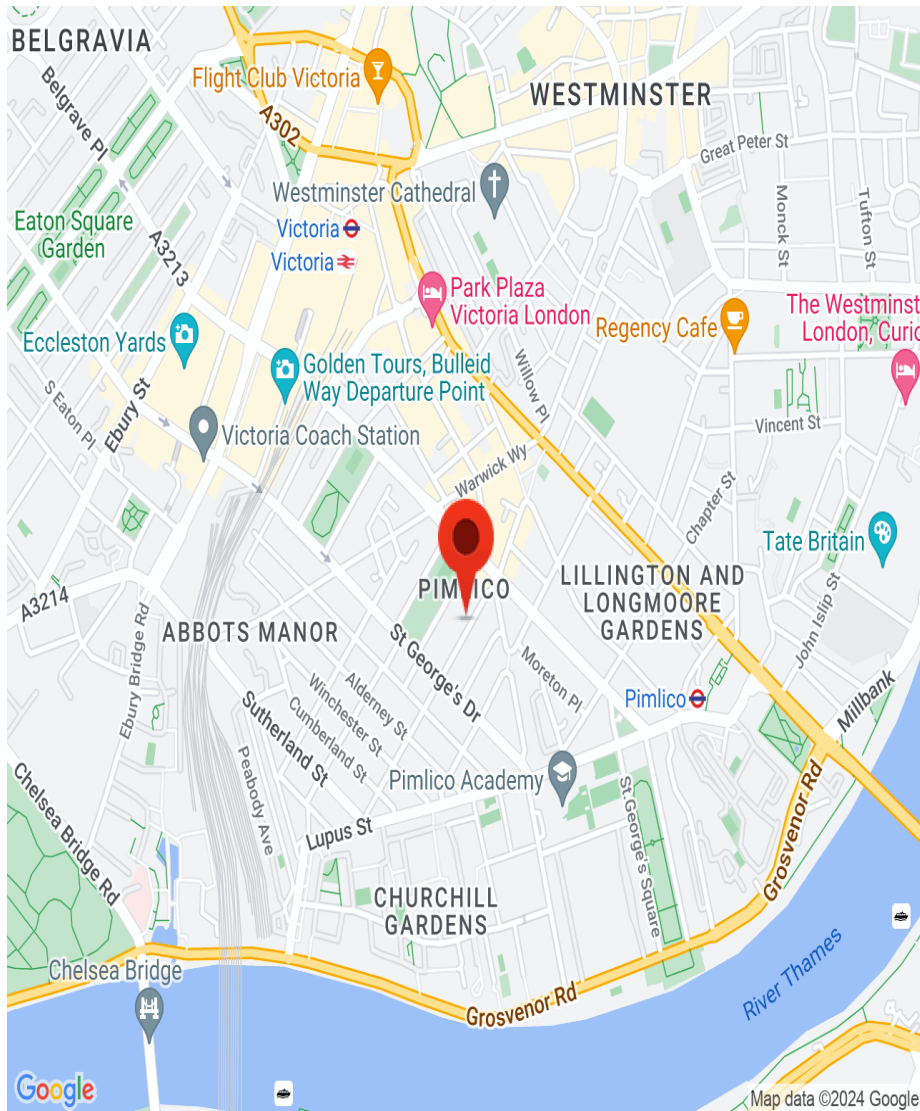 BELGRAVIA
Flight Club Victoria
WESTMINSTER
Belgrave Pl
A302
Great Peter St
Westminster Cathedral
Monck St
Tufton St
Eaton Square
Garden
Victoria
A3213
Victoria
Park Plaza
Victoria London
The Westminst
London, Curio
Regency Cafe
Eccleston Yards
Golden Tours, Bulleid
Way Departure Point
Willow Pl
S Eaton Pl
Ebury St
Victoria Coach Station
Vincent St
Warwick Wy
Chapter St
Tate Britain
PIMLICO
LILLINGTON AND
LONGMOORE
GARDENS
A3214
ABBOTS MANOR
Ebury Bridge Rd
St George's Dr
John Islip St
Moreton Pl
Alderney St
Winchester St
Cumberland St
Sutherland St
Pimlico
Millbank
Peabody Ave
Pimlico Academy
Chelsea Bridge Rd
Lupus St
St.George's Square
Grosvenor Rd
CHURCHILL
GARDENS
Chelsea Bridge
River Thames
Grosvenor Rd
Google
Map data ©2024 Google